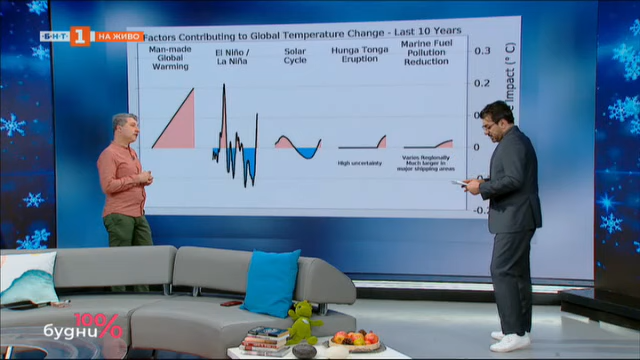 ·БНТ· 1 НА ЖИВО
Factors Contributing to Global Temperature Change - Last 10 Years
Man-made
Global
Warming
El Niño /
La Niña
Solar
Cycle
Hunga Tonga
Eruption
Marine Fuel
Pollution
Reduction
0.3
0.2
0.1
0
-0.1
-0.2
Impact (° C)
High uncertainty
Varies Regionally
Much larger in
major shipping areas
100%
будни